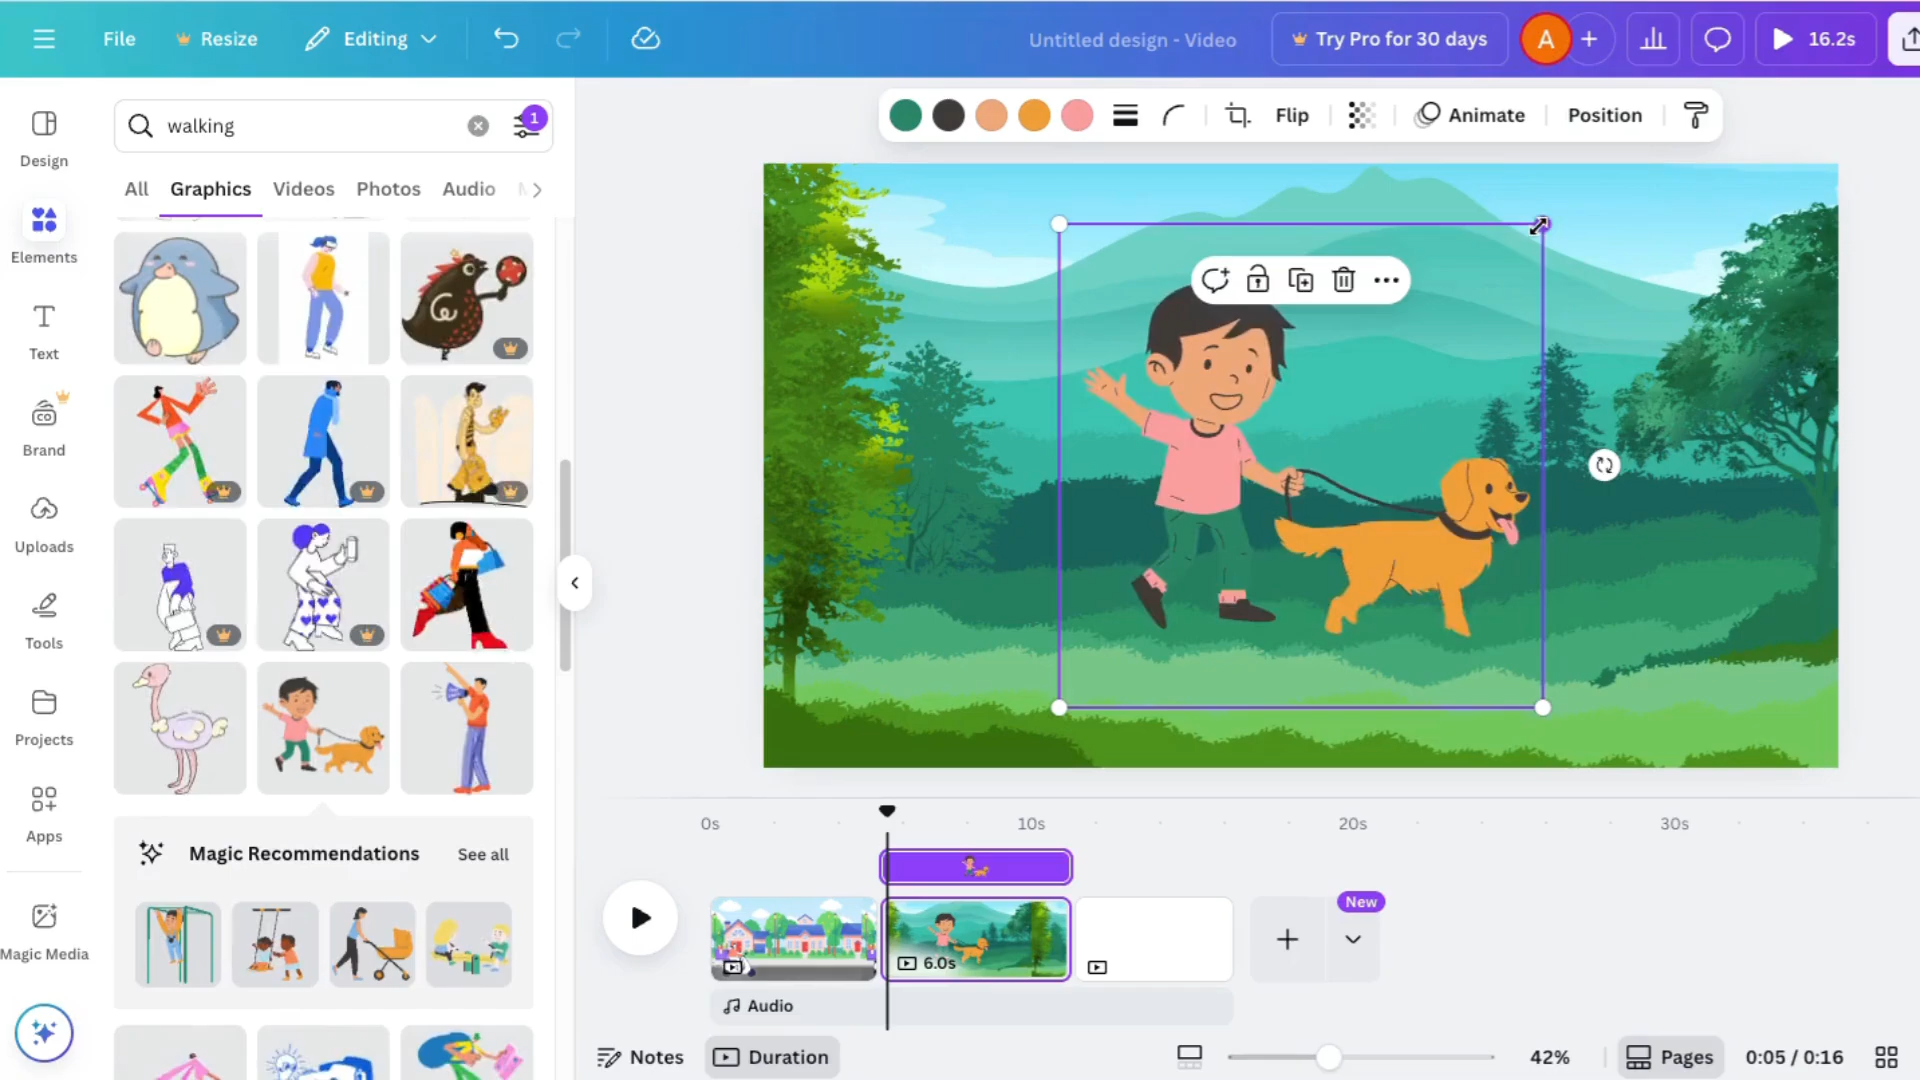 File
Resize
Editing
Untitled design - Video
Try Pro for 30 days
A
16.2s
Design
Elements
Text
Brand
CO
Uploads
Tools
Projects
Apps
Magic Media
walking
1
All
Graphics
Videos
Photos
Audio
Magic Recommendations
See all
Flip
Animate
Position
0s
10s
20s
30s
6.0s
New
Audio
Notes
Duration
42%
Pages
0:05 / 0:16